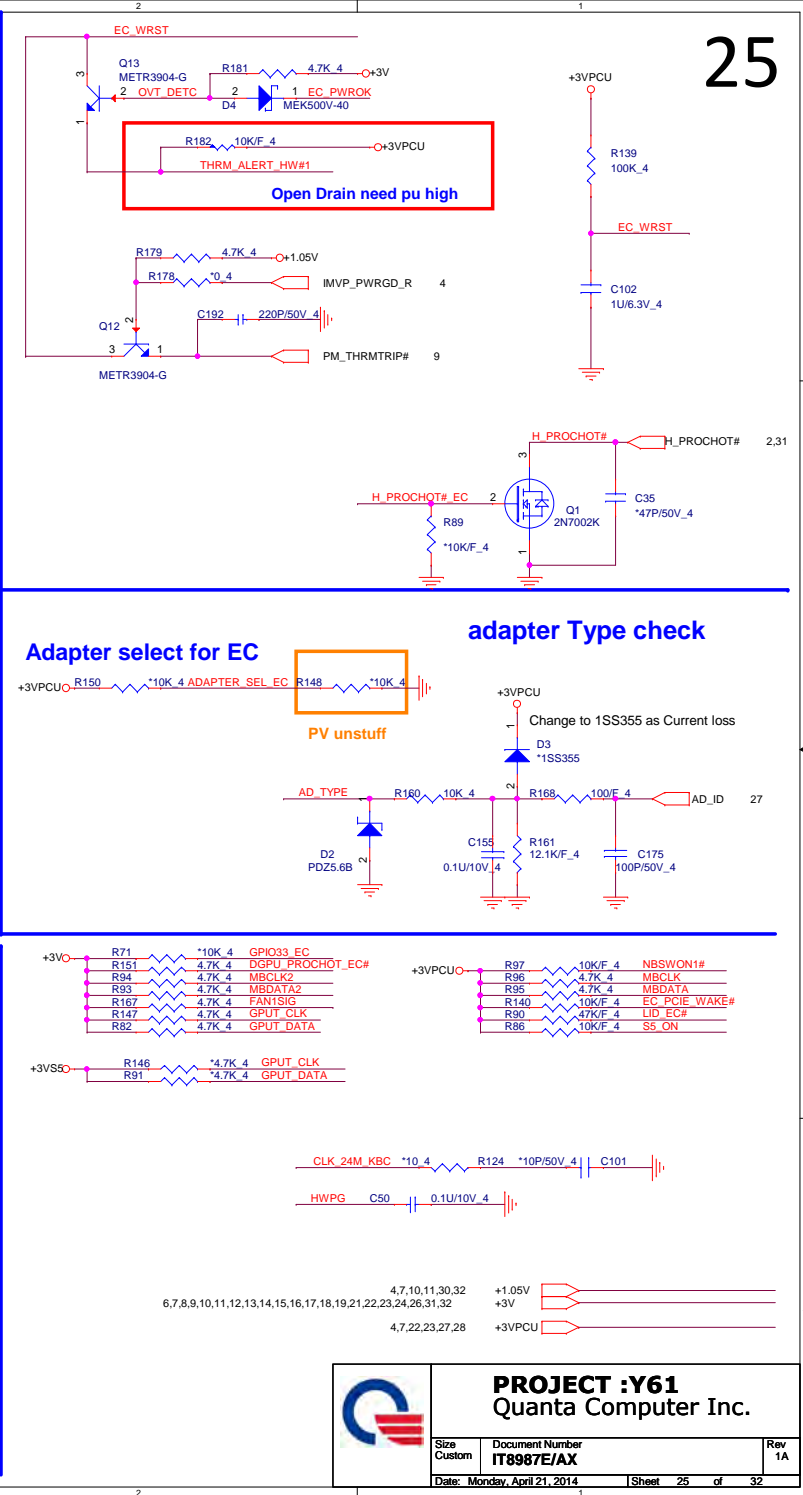 2 1
25
EC_WRST
Q13
METR3904-G
3
2
1
OVT_DETC
R181 4.7K_4 +3V
2 1 EC_PWROK
D4 MEK500V-40
R182 10K/F_4 +3VPCU
THRM_ALERT_HW#1
Open Drain need pu high
+3VPCU
R139
100K_4
EC_WRST
C102
1U/6.3V_4
R179 4.7K_4 +1.05V
R178 *0_4 IMVP_PWRGD_R 4
C192 220P/50V_4
Q12
2
3 1
METR3904-G
PM_THRMTRIP# 9
H_PROCHOT# H_PROCHOT# 2,31
3
H_PROCHOT#_EC 2
Q1
2N7002K
1
R89
*10K/F_4
C35
*47P/50V_4
Adapter select for EC
+3VPCU R150 *10K_4 ADAPTER_SEL_EC R148 *10K_4
PV unstuff
adapter Type check
+3VPCU
Change to 1SS355 as Current loss
1
D3
*1SS355
2
AD_TYPE R160 10K_4 R168 100/F_4 AD_ID 27
1
D2
PDZ5.6B
2
C155
0.1U/10V_4
R161
12.1K/F_4
C175
100P/50V_4
+3V
R71 *10K_4 GPIO33_EC
R151 4.7K_4 DGPU_PROCHOT_EC#
R94 4.7K_4 MBCLK2
R93 4.7K_4 MBDATA2
R167 4.7K_4 FAN1SIG
R147 4.7K_4 GPUT_CLK
R82 4.7K_4 GPUT_DATA
+3VPCU
R97 10K/F_4 NBSWON1#
R96 4.7K_4 MBCLK
R95 4.7K_4 MBDATA
R140 10K/F_4 EC_PCIE_WAKE#
R90 47K/F_4 LID_EC#
R86 10K/F_4 S5_ON
+3VS5
R146 *4.7K_4 GPUT_CLK
R91 *4.7K_4 GPUT_DATA
CLK_24M_KBC *10_4 R124 *10P/50V_4 C101
HWPG C50 0.1U/10V_4
4,7,10,11,30,32 +1.05V
6,7,8,9,10,11,12,13,14,15,16,17,18,19,21,22,23,24,26,31,32 +3V
4,7,22,23,27,28 +3VPCU
PROJECT :Y61
Quanta Computer Inc.
Size
Custom
Document Number
IT8987E/AX
Rev
1A
Date: Monday, April 21, 2014 Sheet 25 of 32
2 1